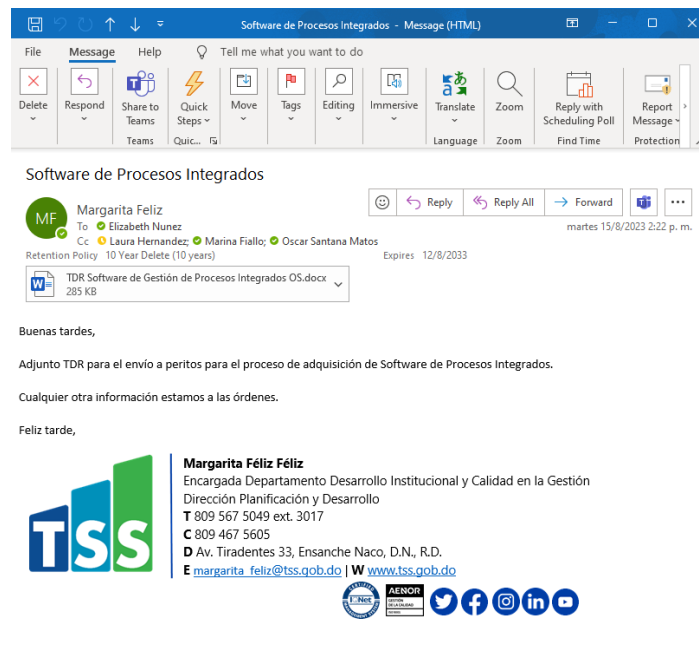 Software de Procesos Integrados - Message (HTML)
File Message Help Tell me what you want to do
Delete
Respond
Share to Teams
Quick Steps
Move
Tags
Editing
Immersive
Translate
Zoom
Reply with Scheduling Poll
Report Message
Teams Quic... Language Zoom Find Time Protection
Software de Procesos Integrados
MF
Margarita Feliz
To Elizabeth Nunez
Cc Laura Hernandez; Marina Fiallo; Oscar Santana Matos
Reply Reply All Forward
martes 15/8/2023 2:22 p. m.
Retention Policy 10 Year Delete (10 years) Expires 12/8/2033
TDR Software de Gestión de Procesos Integrados OS.docx
285 KB
Buenas tardes,
Adjunto TDR para el envío a peritos para el proceso de adquisición de Software de Procesos Integrados.
Cualquier otra información estamos a las órdenes.
Feliz tarde,
TSS
Margarita Féliz Féliz
Encargada Departamento Desarrollo Institucional y Calidad en la Gestión
Dirección Planificación y Desarrollo
T 809 567 5049 ext. 3017
C 809 467 5605
D Av. Tiradentes 33, Ensanche Naco, D.N., R.D.
E margarita_feliz@tss.gob.do | W www.tss.gob.do
IQNet
AENOR